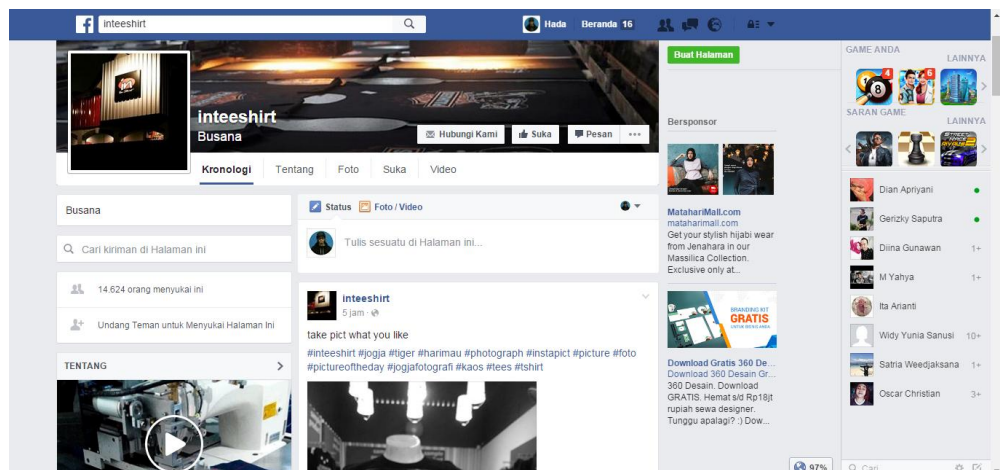 inteeshirt
Hada
Beranda 16
inteeshirt
Busana
Hubungi Kami
Suka
Pesan
Kronologi
Tentang
Foto
Suka
Video
Busana
Cari kiriman di Halaman ini
14.624 orang menyukai ini
Undang Teman untuk Menyukai Halaman Ini
TENTANG
Status
Foto / Video
Tulis sesuatu di Halaman ini...
inteeshirt
5 jam
take pict what you like
#inteeshirt #jogja #tiger #harimau #photograph #instapict #picture #foto
#pictureoftheday #jogjafotografi #kaos #tees #tshirt
Buat Halaman
Bersponsor
MatahariMall.com
mataharimall.com
Get your stylish hijabi wear
from Jenahara in our
Massilica Collection.
Exclusive only at...
BRANDING KIT
GRATIS
Download Gratis 360 De...
Download 360 Desain Gr...
360 Desain. Download
GRATIS. Hemat s/d Rp18jt
rupiah sewa designer.
Tunggu apalagi? :) Dow...
97%
GAME ANDA
LAINNYA
4
6
SARAN GAME
LAINNYA
Dian Apriyani
Gerizky Saputra
Diina Gunawan 1+
M Yahya 1+
Ita Arianti
Widy Yunia Sanusi 10+
Satria Weedjaksana 1+
Oscar Christian 3+
Cari